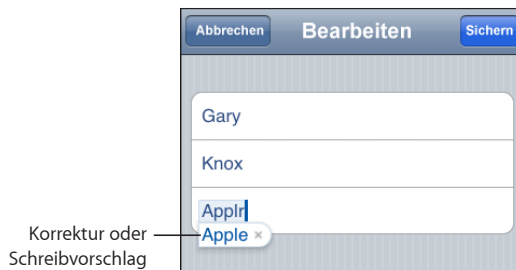 Abbrechen Bearbeiten Sichern
Gary
Knox
Applr
Apple ×
Korrektur oder
Schreibvorschlag